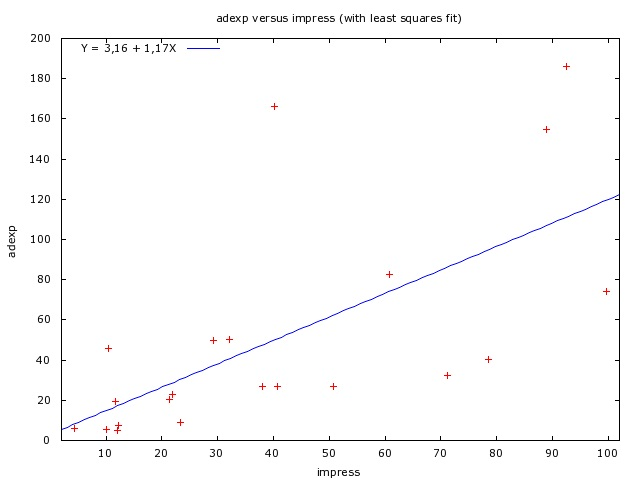 adexp versus impress (with least squares fit)
Y = 3,16 + 1,17X
200
180
160
140
120
100
80
60
40
20
0
adexp
10 20 30 40 50 60 70 80 90 100
impress